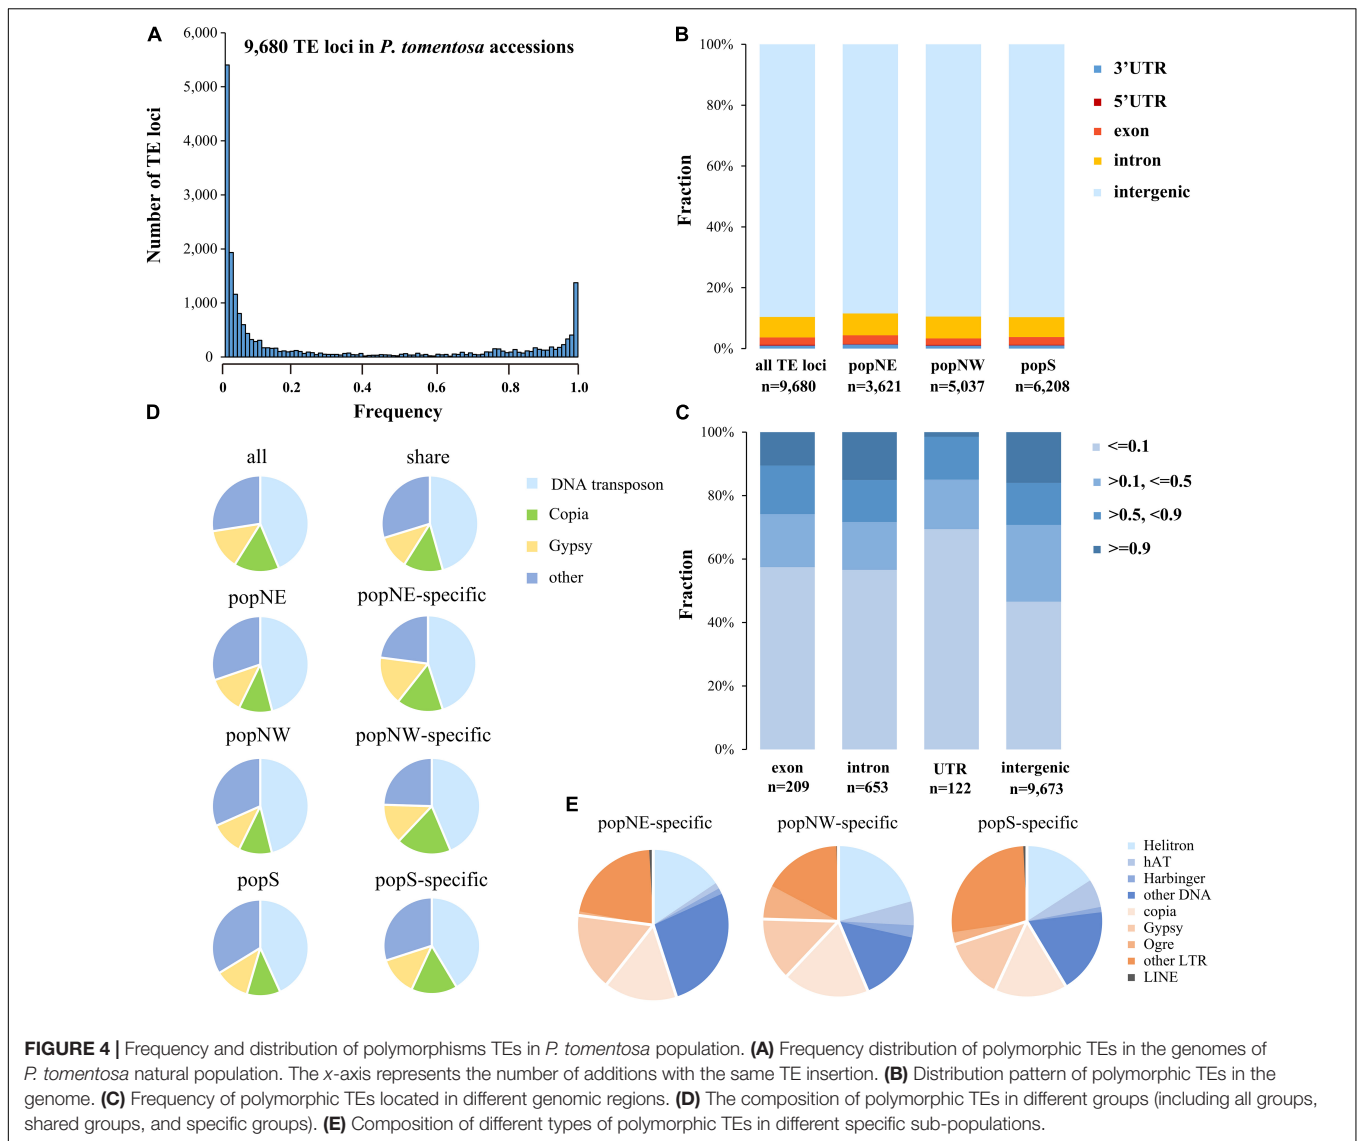 A
9,680 TE loci in P. tomentosa accessions
Number of TE loci
6,000
5,000
4,000
3,000
2,000
1,000
0
0
0.2
0.4
0.6
0.8
1.0
Frequency
B
Fraction
100%
80%
60%
40%
20%
0%
all TE loci
n=9,680
popNE
n=3,621
popNW
n=5,037
popS
n=6,208
3’UTR
5’UTR
exon
intron
intergenic
C
Fraction
100%
80%
60%
40%
20%
0%
exon
n=209
intron
n=653
UTR
n=122
intergenic
n=9,673
<=0.1
>0.1, <=0.5
>0.5, <0.9
>=0.9
D
all
share
popNE
popNE-specific
popNW
popNW-specific
popS
popS-specific
DNA transposon
Copia
Gypsy
other
E
popNE-specific
popNW-specific
popS-specific
Helitron
hAT
Harbinger
other DNA
copia
Gypsy
Ogre
other LTR
LINE
FIGURE 4 | Frequency and distribution of polymorphisms TEs in P. tomentosa population. (A) Frequency distribution of polymorphic TEs in the genomes of
P. tomentosa natural population. The x-axis represents the number of additions with the same TE insertion. (B) Distribution pattern of polymorphic TEs in the
genome. (C) Frequency of polymorphic TEs located in different genomic regions. (D) The composition of polymorphic TEs in different groups (including all groups,
shared groups, and specific groups). (E) Composition of different types of polymorphic TEs in different specific sub-populations.